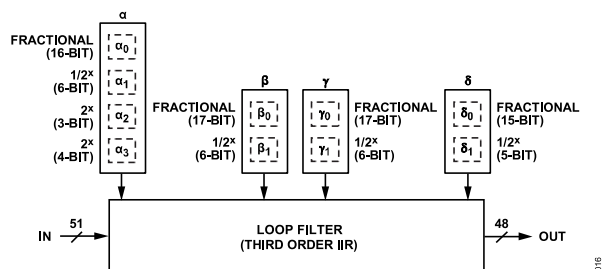 α
FRACTIONAL
(16-BIT)
α0
1/2x
(6-BIT)
α1
2x
(3-BIT)
α2
2x
(4-BIT)
α3
β
FRACTIONAL
(17-BIT)
β0
1/2x
(6-BIT)
β1
γ
γ0
FRACTIONAL
(17-BIT)
γ1
1/2x
(6-BIT)
δ
δ0
FRACTIONAL
(15-BIT)
δ1
1/2x
(5-BIT)
IN
51
LOOP FILTER
(THIRD ORDER IIR)
48
OUT
016